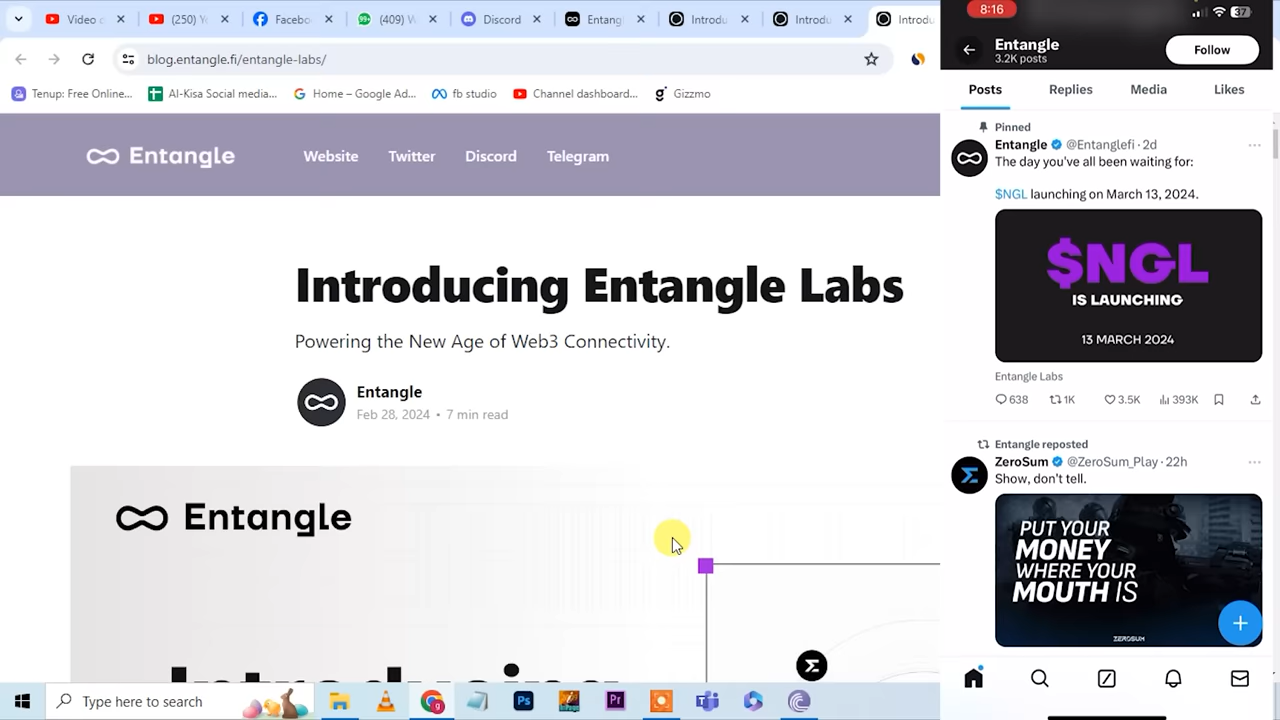 Video c
(250) Y
Facebo
(409) W
Discord
Entang
Introdu
Introdu
Introdu
blog.entangle.fi/entangle-labs/
Tenup: Free Online...
AI-Kisa Social media...
Home – Google Ad...
fb studio
Channel dashboard...
Gizzmo
Entangle
Website
Twitter
Discord
Telegram
Introducing Entangle Labs
Powering the New Age of Web3 Connectivity.
Entangle
Feb 28, 2024 • 7 min read
Entangle
Introducing
Type here to search
8:16
37
Entangle
3.2K posts
Follow
Posts
Replies
Media
Likes
Pinned
Entangle @Entanglefi · 2d
The day you've all been waiting for:
$NGL launching on March 13, 2024.
$NGL
IS LAUNCHING
13 MARCH 2024
Entangle Labs
638
1K
3.5K
393K
Entangle reposted
ZeroSum @ZeroSum_Play · 22h
Show, don't tell.
PUT YOUR
MONEY
WHERE YOUR
MOUTH IS
ZEROSUM